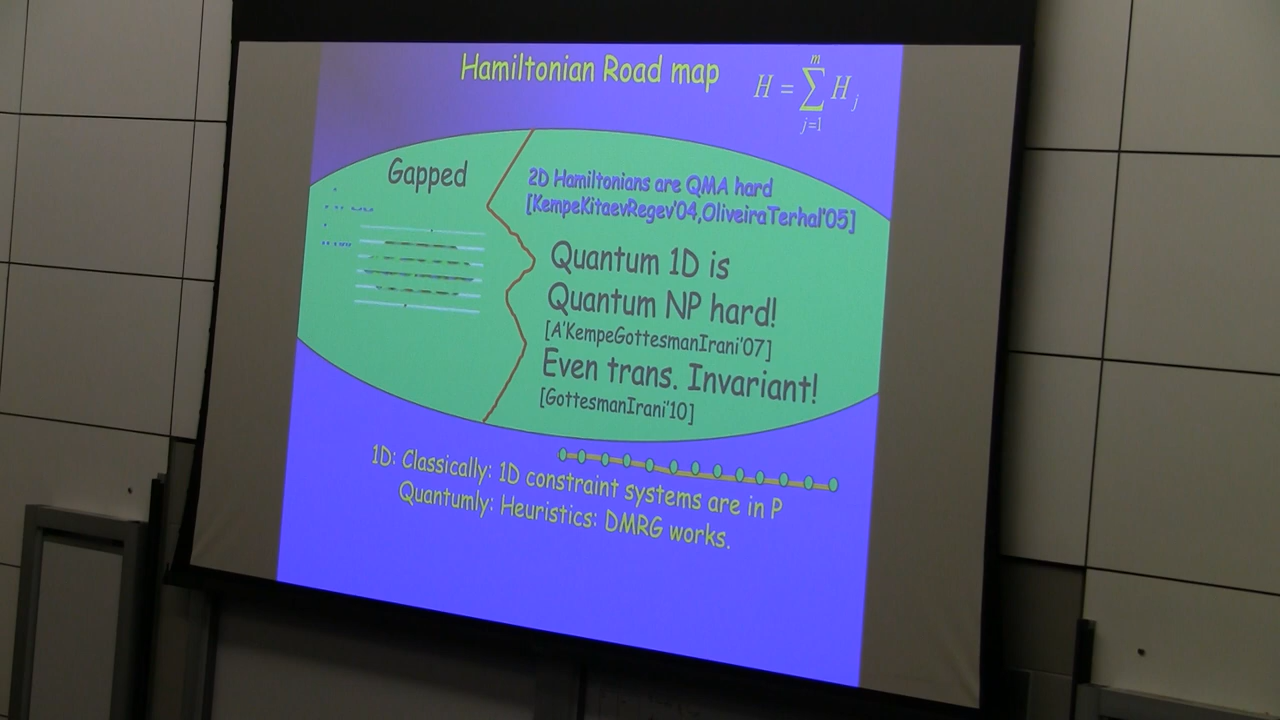 Hamiltonian Road map
H = m∑j=1 Hj
Gapped
2D Hamiltonians are QMA hard
[KempeKitaevRegev'04,OliveiraTerhal'05]
Quantum 1D is
Quantum NP hard!
[A'KempeGottesmanIrani'07]
Even trans. Invariant!
[GottesmanIrani'10]
1D: Classically: 1D constraint systems are in P
Quantumly: Heuristics: DMRG works.